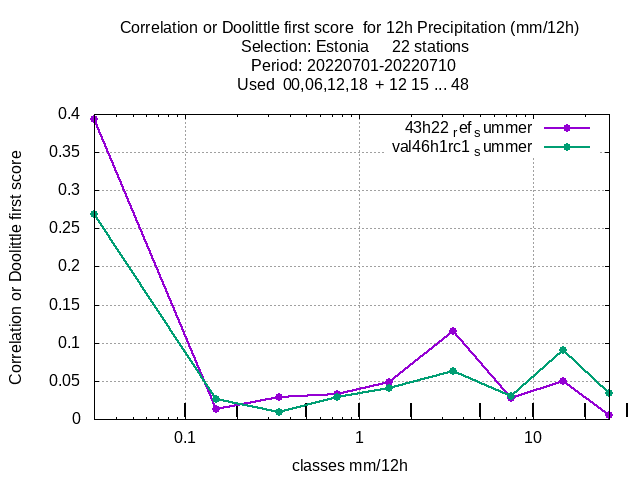 Correlation or Doolittle first score  for 12h Precipitation (mm/12h)
Selection: Estonia     22 stations
Period: 20220701-20220710
Used  00,06,12,18  + 12 15 ... 48
43h22 refsummer
val46h1rc1 summer
Correlation or Doolittle first score
0.4
0.35
0.3
0.25
0.2
0.15
0.1
0.05
0
0.1
1
10
classes mm/12h